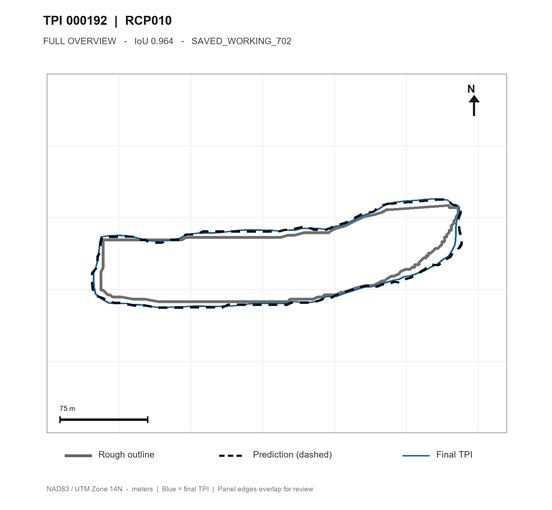 TPI 000192 | RCP010
FULL OVERVIEW - IoU 0.964 - SAVED_WORKING_702
N
75 m
Rough outline
Prediction (dashed)
Final TPI
NAD83 / UTM Zone 14N - meters | Blue = final TPI | Panel edges overlap for review